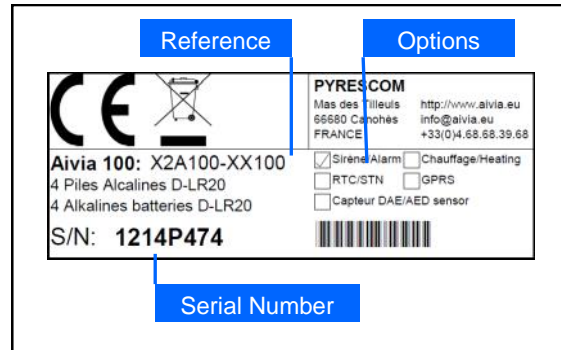 Reference
Options
CE
PYRESCOM
Mas des Tilleuls http://www.aivia.eu
66680 Canohès info@aivia.eu
FRANCE +33(0)4.68.68.39.68
Aivia 100: X2A100-XX100
4 Piles Alcalines D-LR20
4 Alkalines batteries D-LR20
S/N: 1214P474
Sirène/Alarm Chauffage/Heating
RTC/STN GPRS
Capteur DAE/AED sensor
Serial Number